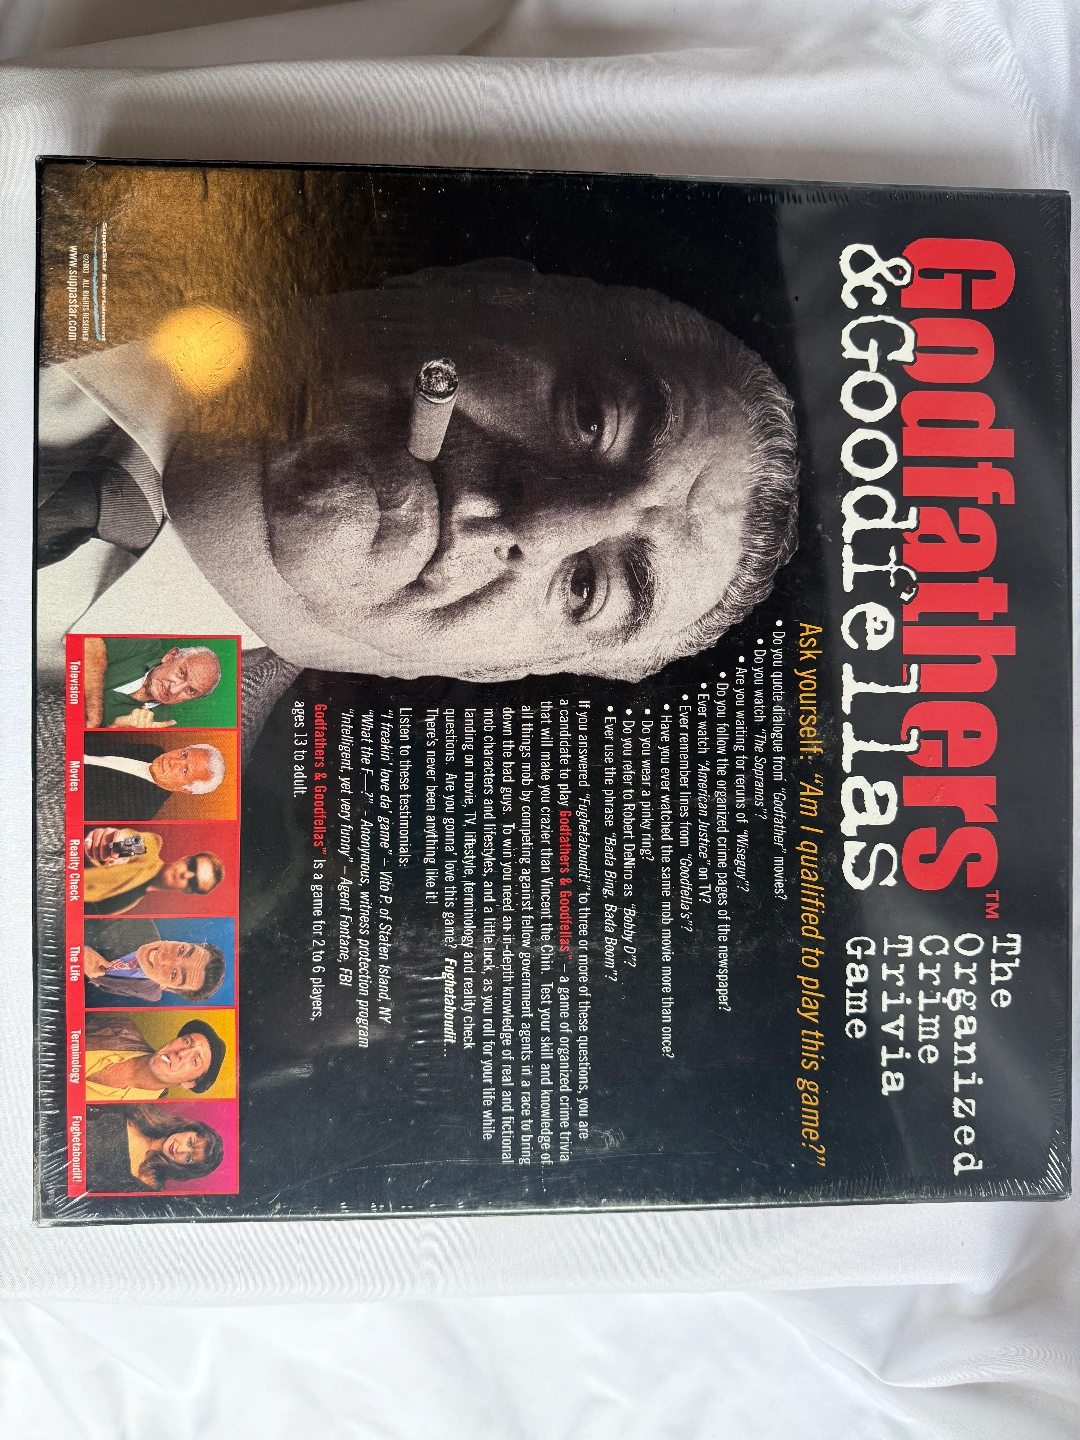 Godfathers™
&Goodfellas
The
Organized
Crime
Trivia
Game
Ask yourself: "Am I qualified to play this game?"
• Do you quote dialogue from "Godfather" movies?
• Do you watch "The Sopranos"?
• Are you waiting for reruns of "Wiseguy"?
• Do you follow the organized crime pages of the newspaper?
• Ever watch "American Justice" on TV?
• Ever remember lines from "Goodfella's"?
• Have you ever watched the same mob movie more than once?
• Do you wear a pinky ring?
• Do you refer to Robert DeNiro as "Bobby D"?
• Ever use the phrase "Bada Bing, Bada Boom"?
If you answered "Fughetaboudit!" to three or more of these questions, you are
a candidate to play Godfathers & Goodfellas™ – a game of organized crime trivia
that will make you crazier than Vincent the Chin. Test your skill and knowledge of
all things mob by competing against fellow government agents in a race to bring
down the bad guys. To win you need an in-depth knowledge of real and fictional
mob characters and lifestyles, and a little luck, as you roll for your life while
landing on movie, TV, lifestyle, terminology and reality check
questions. Are you gonna love this game? Fughetaboudit...
There's never been anything like it!
Listen to these testimonials:
"I freakin' love da game" – Vito P. of Staten Island, NY
"What the F—?" - Anonymous, witness protection program
"Intelligent, yet very funny" – Agent Fontane, FBI
Godfathers & Goodfellas™ is a game for 2 to 6 players,
ages 13 to adult.
Television
Movies
Reality Check
The Life
Terminology
Fughetaboudit!
SuppaStar Entertainment
©2003 ALL RIGHTS RESERVED
www.suppastar.com